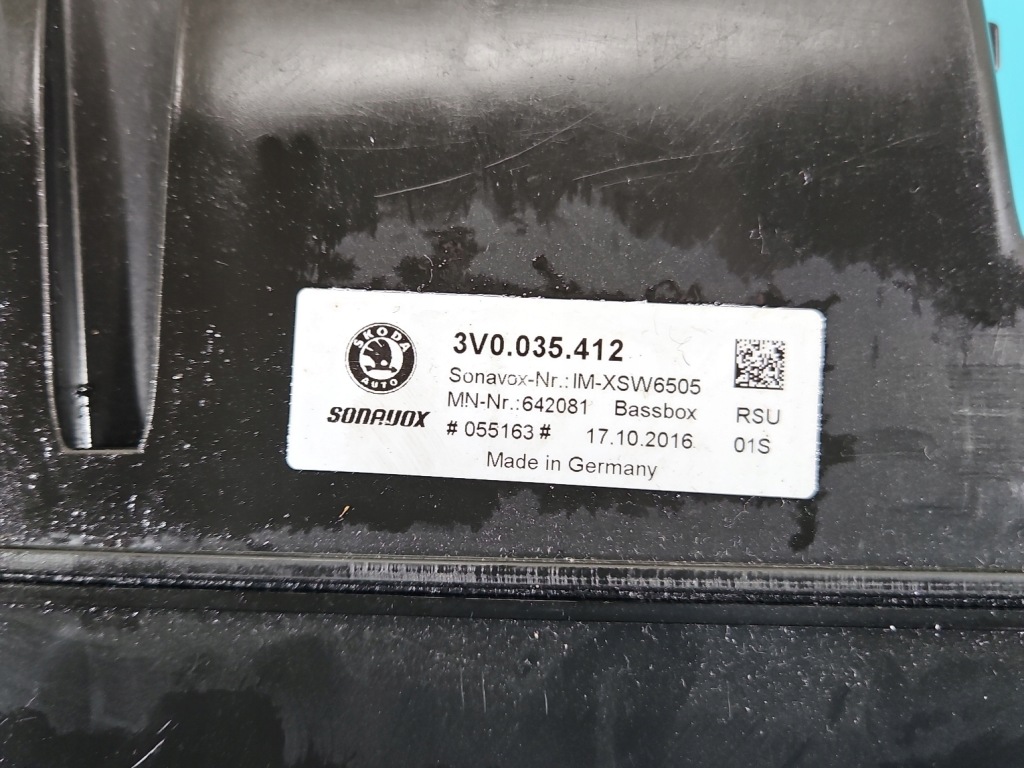 ŠKODA
AUTO
SONAVOX
3V0.035.412
Sonavox-Nr.:IM-XSW6505
MN-Nr.:642081 Bassbox RSU
# 055163 # 17.10.2016 01S
Made in Germany